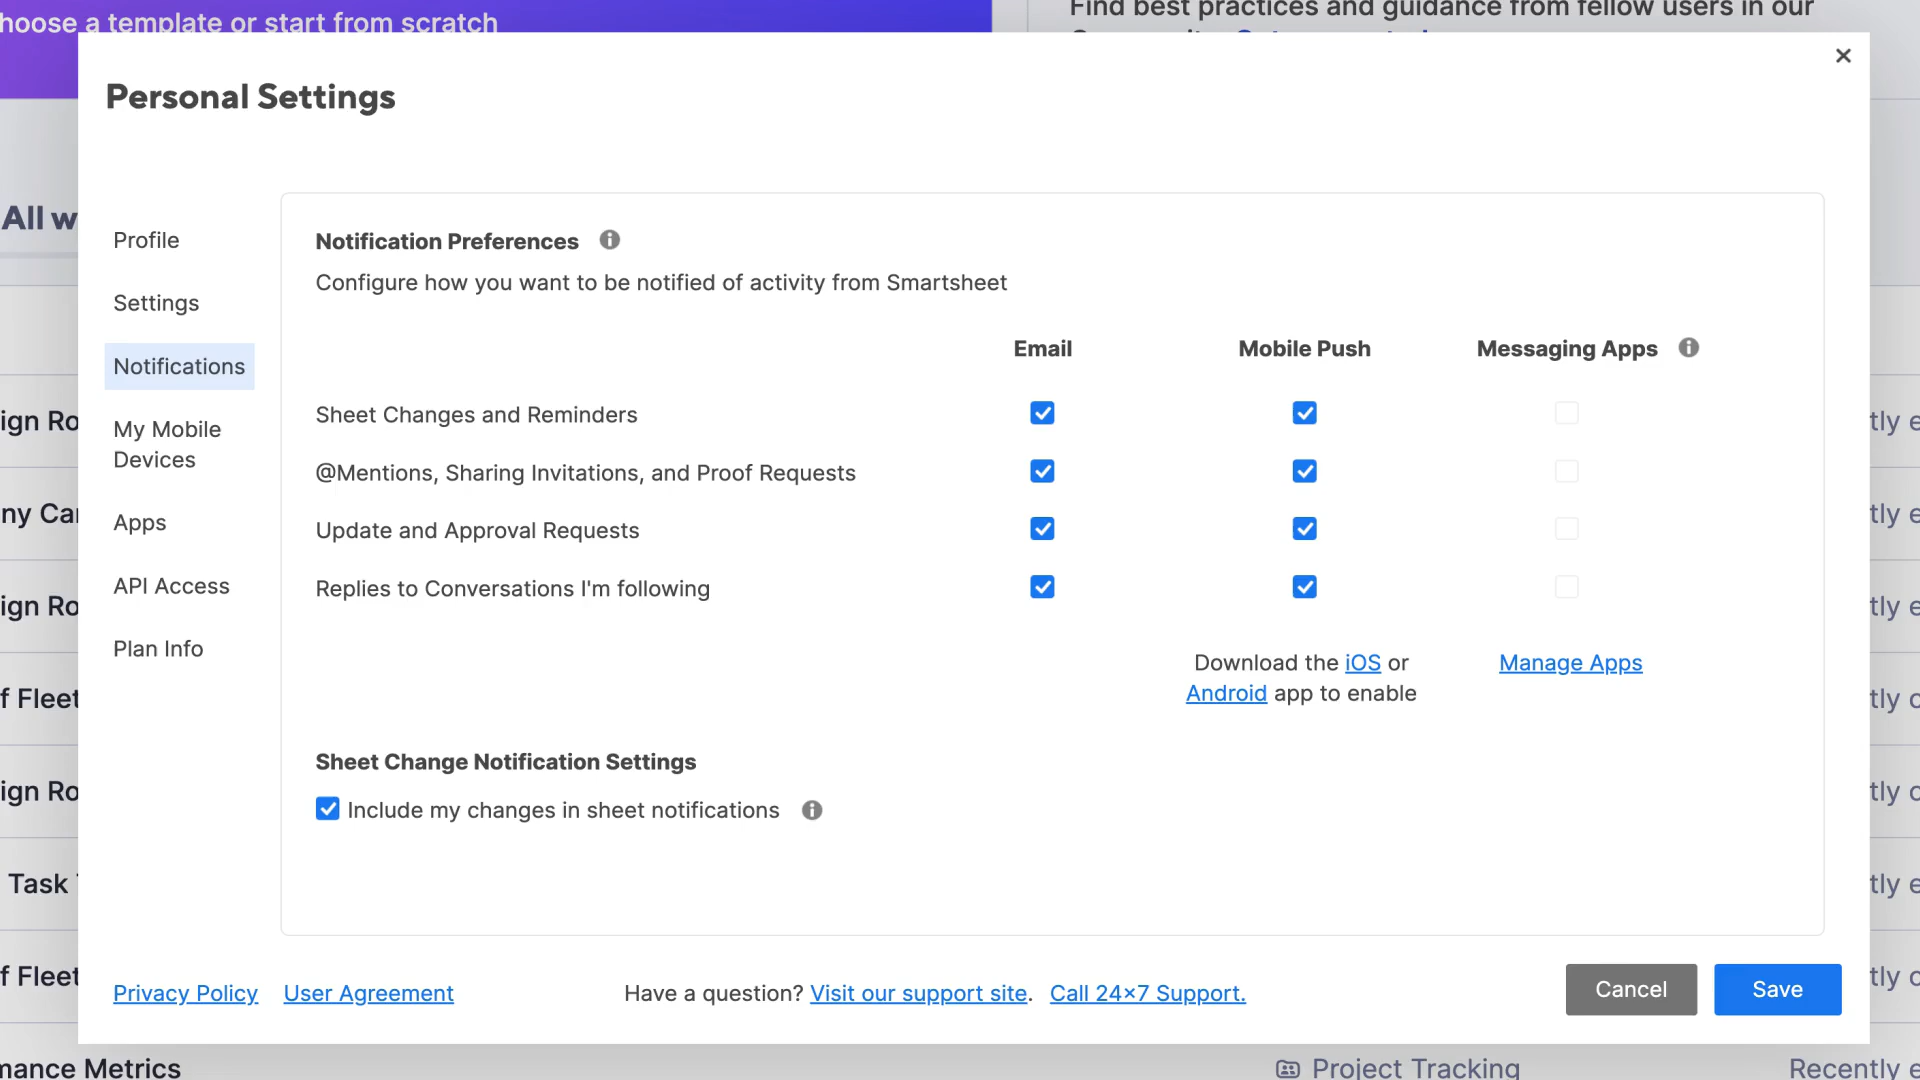 hoose a template or start from scratch
Find best practices and guidance from fellow users in our
Personal Settings
All w
Profile
Settings
Notifications
My Mobile
Devices
Apps
API Access
Plan Info
Notification Preferences
Configure how you want to be notified of activity from Smartsheet
Email Mobile Push Messaging Apps
Sheet Changes and Reminders
@Mentions, Sharing Invitations, and Proof Requests
Update and Approval Requests
Replies to Conversations I'm following
Download the iOS or
Android app to enable
Manage Apps
Sheet Change Notification Settings
Include my changes in sheet notifications
ign Ro
tly e
ny Car
tly e
ign Ro
tly e
f Fleet
tly o
ign Ro
tly o
Task
tly e
f Fleet
tly o
Privacy Policy User Agreement
Have a question? Visit our support site. Call 24×7 Support.
Cancel Save
mance Metrics
Project Tracking
Recently e